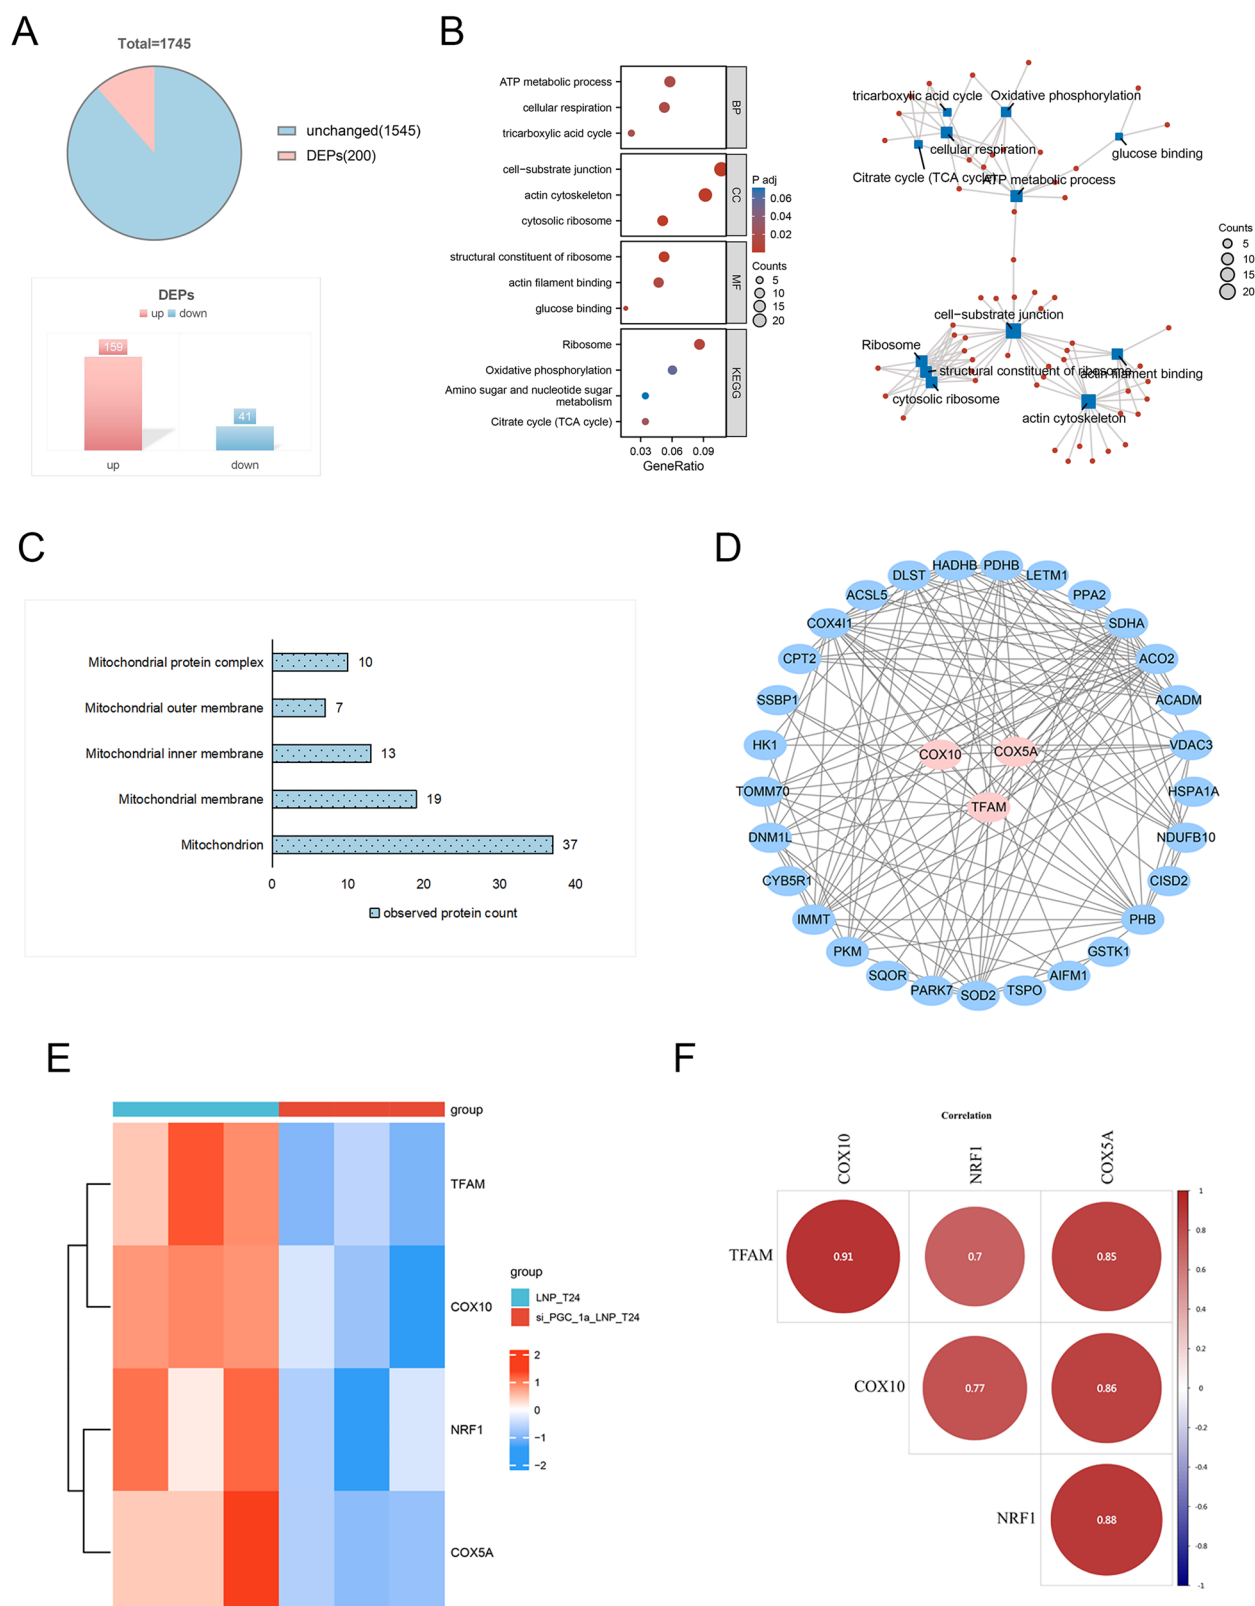 A
Total=1745
unchanged(1545)
DEPs(200)
DEPs
up down
159
41
up
down
B
ATP metabolic process
cellular respiration
tricarboxylic acid cycle
BP
cell−substrate junction
actin cytoskeleton
cytosolic ribosome
CC
structural constituent of ribosome
actin filament binding
glucose binding
MF
Ribosome
Oxidative phosphorylation
Amino sugar and nucleotide sugar
metabolism
Citrate cycle (TCA cycle)
KEGG
0.03 0.06 0.09
GeneRatio
P adj
0.06
0.04
0.02
Counts
5
10
15
20
tricarboxylic acid cycle
Oxidative phosphorylation
cellular respiration
glucose binding
Citrate cycle (TCA cycle)
ATP metabolic process
cell−substrate junction
Ribosome
structural constituent of ribosome
actin filament binding
cytosolic ribosome
actin cytoskeleton
Counts
5
10
15
20
C
Mitochondrial protein complex
10
Mitochondrial outer membrane
7
Mitochondrial inner membrane
13
Mitochondrial membrane
19
Mitochondrion
37
0 10 20 30 40
observed protein count
D
HADHB
PDHB
DLST
LETM1
ACSL5
PPA2
COX4I1
SDHA
CPT2
ACO2
SSBP1
ACADM
HK1
COX10
COX5A
VDAC3
TOMM70
TFAM
HSPA1A
DNM1L
NDUFB10
CYB5R1
CISD2
IMMT
PHB
PKM
GSTK1
SQOR
AIFM1
PARK7
SOD2
TSPO
E
group
TFAM
COX10
NRF1
COX5A
group
LNP_T24
si_PGC_1a_LNP_T24
2
1
0
−1
−2
F
Correlation
COX10
NRF1
COX5A
TFAM
0.91
0.7
0.85
COX10
0.77
0.86
NRF1
0.88
1
0.8
0.6
0.4
0.2
0
-0.2
-0.4
-0.6
-0.8
-1